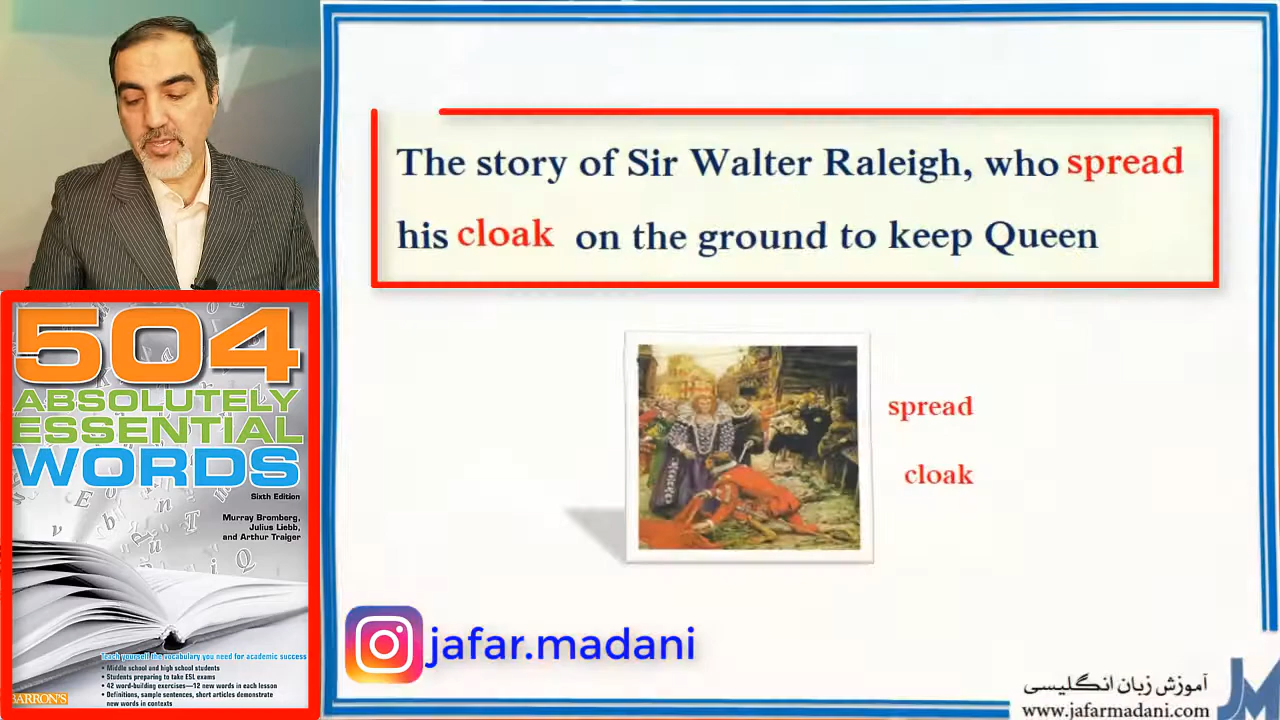 The story of Sir Walter Raleigh, who spread
his cloak on the ground to keep Queen
spread
cloak
504
ABSOLUTELY
ESSENTIAL
WORDS
Sixth Edition
Murray Bromberg,
Julius Liebb,
and Arthur Traiger
Teach yourself the vocabulary you need for academic success
• Middle school and high school students
• Students preparing to take ESL exams
• 42 word-building exercises—12 new words in each lesson
• Definitions, sample sentences, short articles demonstrate
new words in contexts
BARRON'S
jafar.madani
آموزش زبان انگلیسی
www.jafarmadani.com
JM